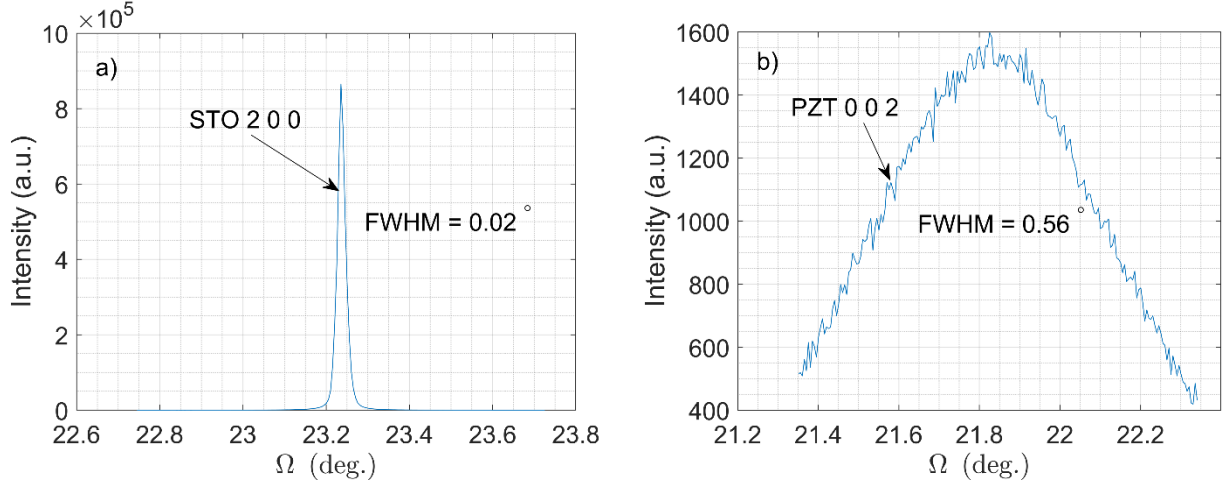 ×10⁵
a)
STO 2 0 0
FWHM = 0.02 °
Intensity (a.u.)
10
8
6
4
2
0
22.6
22.8
23
23.2
23.4
23.6
23.8
Ω (deg.)
b)
PZT 0 0 2
FWHM = 0.56 °
Intensity (a.u.)
1600
1400
1200
1000
800
600
400
21.2
21.4
21.6
21.8
22
22.2
Ω (deg.)